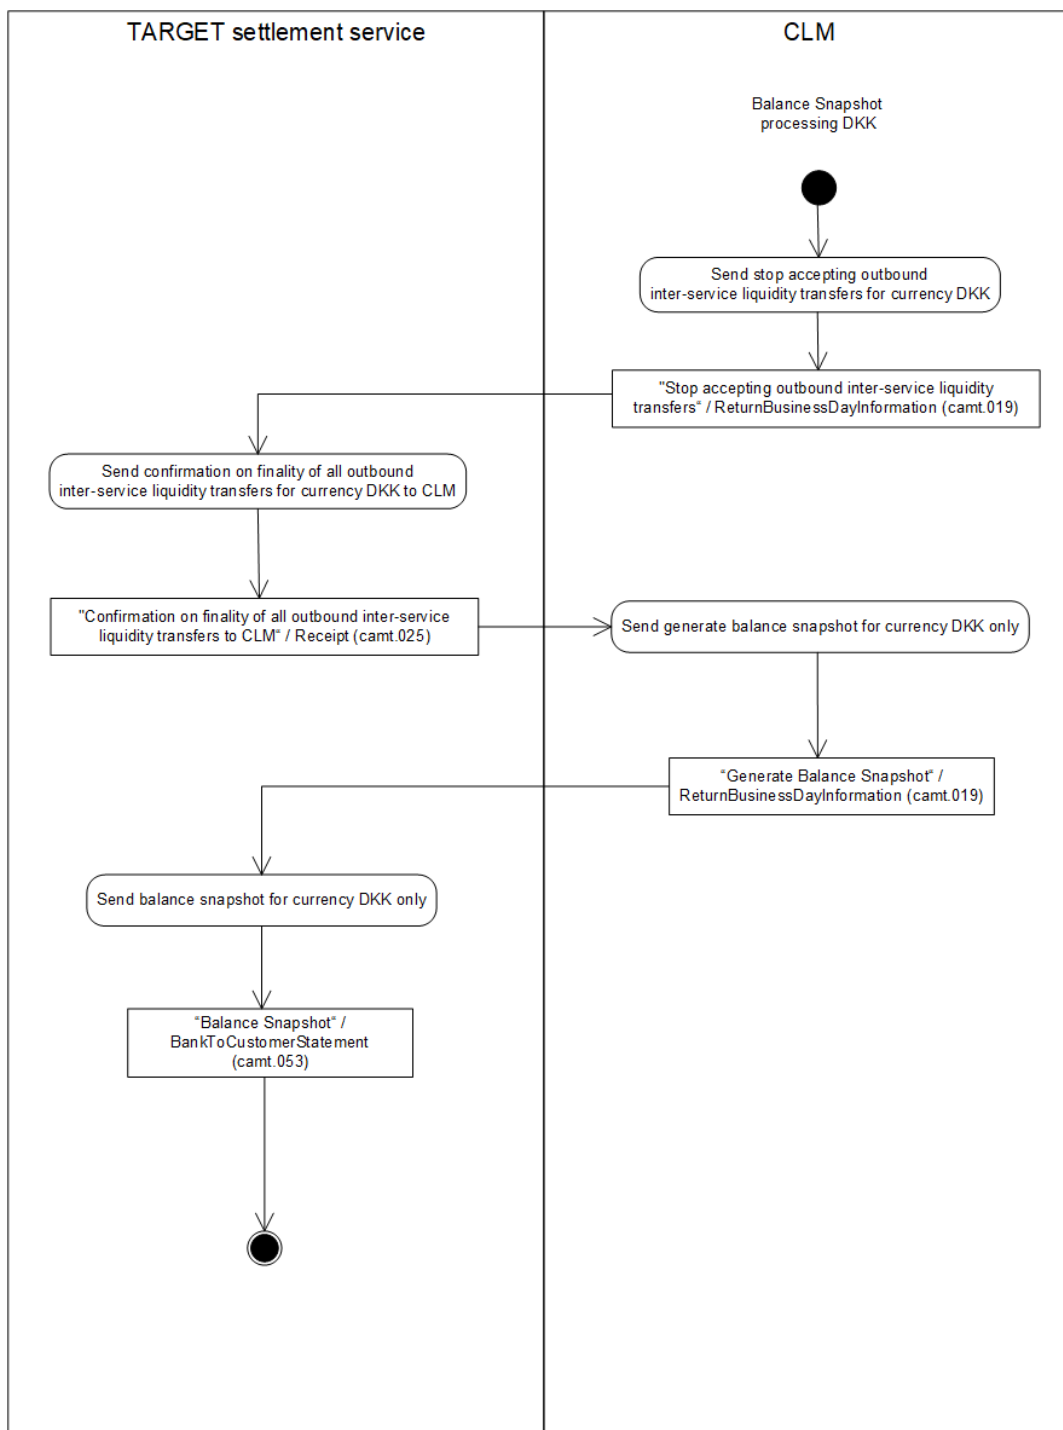 TARGET settlement service
CLM
Balance Snapshot
processing DKK
Send stop accepting outbound
inter-service liquidity transfers for currency DKK
"Stop accepting outbound inter-service liquidity
transfers“ / ReturnBusinessDayInformation (camt.019)
Send confirmation on finality of all outbound
inter-service liquidity transfers for currency DKK to CLM
"Confirmation on finality of all outbound inter-service
liquidity transfers to CLM“ / Receipt (camt.025)
Send generate balance snapshot for currency DKK only
“Generate Balance Snapshot“ /
ReturnBusinessDayInformation (camt.019)
Send balance snapshot for currency DKK only
“Balance Snapshot“ /
BankToCustomerStatement
(camt.053)